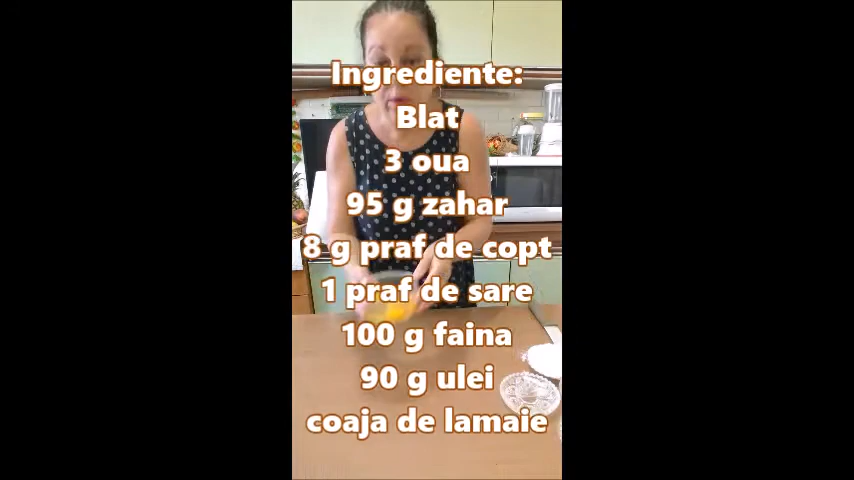 Ingrediente:
Blat
3 oua
95 g zahar
8 g praf de copt
1 praf de sare
100 g faina
90 g ulei
coaja de lamaie